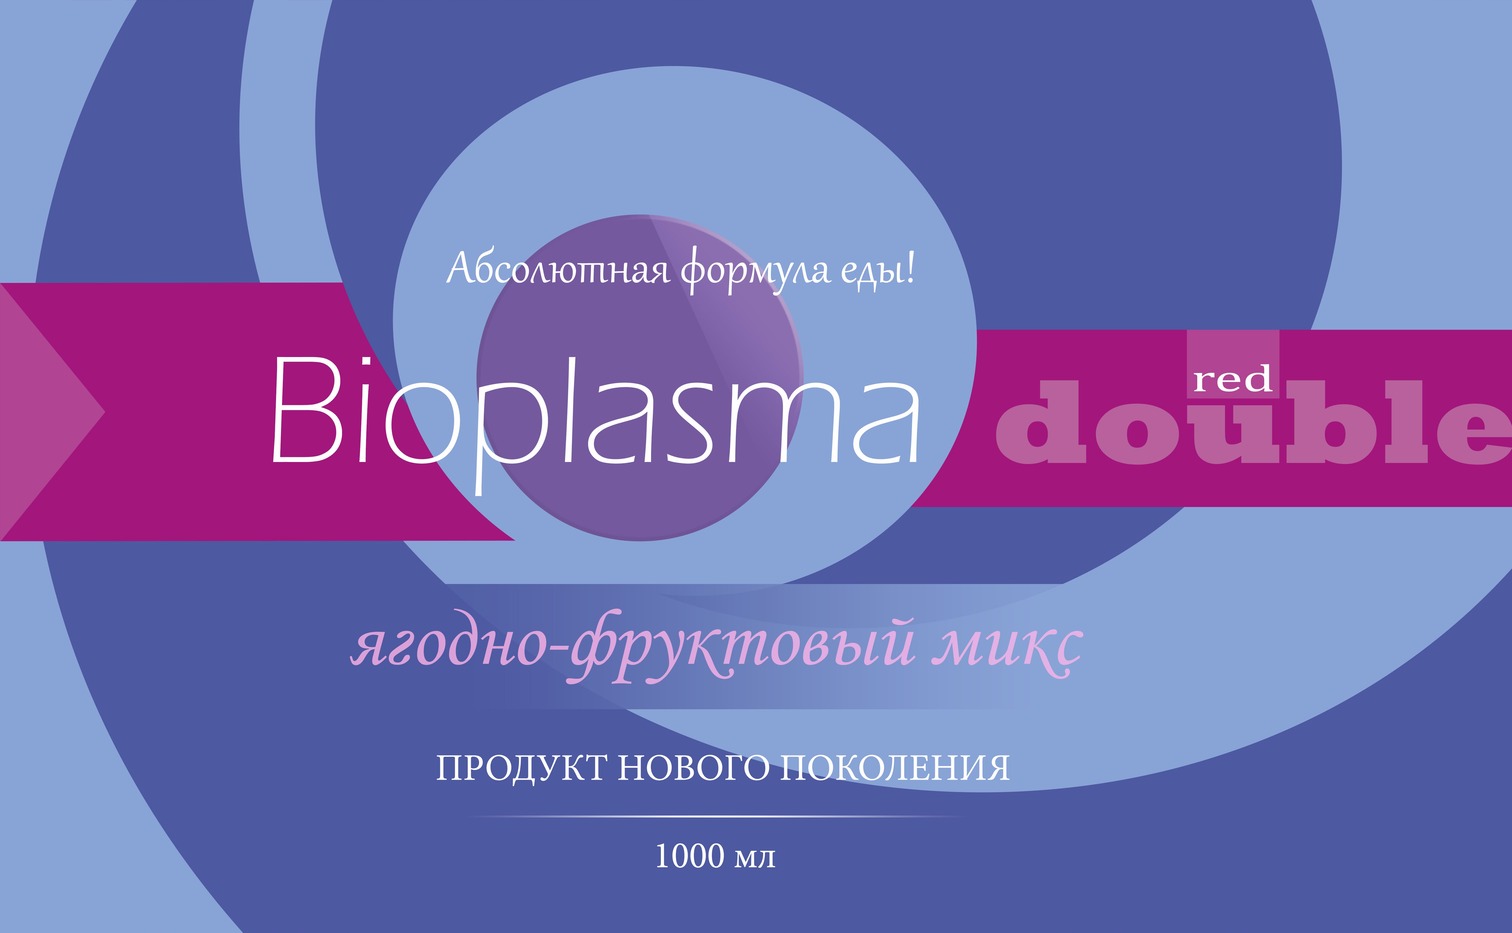 Абсолютная формула еды!
Bioplasma
red
double
ягодно-фруктовый микс
ПРОДУКТ НОВОГО ПОКОЛЕНИЯ
1000 мл